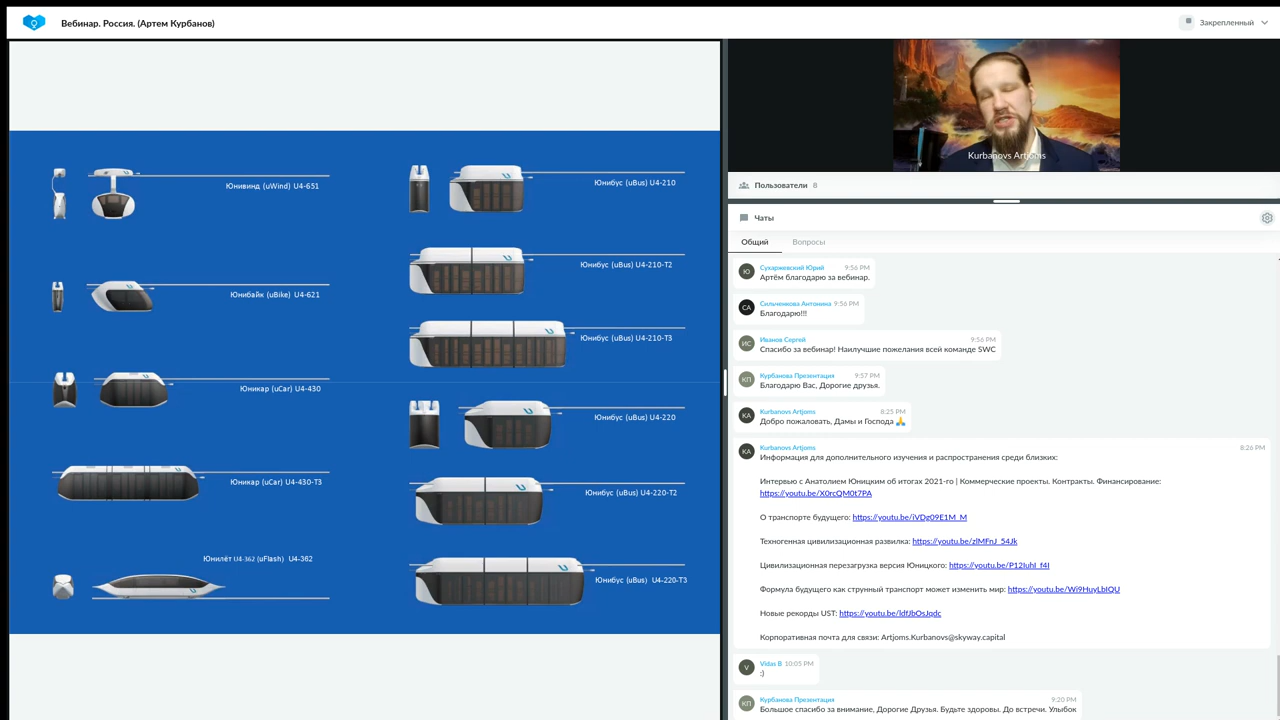 Вебинар. Россия. (Артем Курбанов)
Закрепленный
Юнивинд (uWind) U4-651
Юнибайк (uBike) U4-621
Юникар (uCar) U4-430
Юникар (uCar) U4-430-T3
Юнилёт U4-362 (uFlash) U4-362
Юнибус (uBus) U4-210
Юнибус (uBus) U4-210-T2
Юнибус (uBus) U4-210-T3
Юнибус (uBus) U4-220
Юнибус (uBus) U4-220-T2
Юнибус (uBus) U4-220-T3
Kurbanovs Artjoms
Пользователи 8
Чаты
Общий Вопросы
Ю Сухаржевский Юрий 9:56 PM
Артём благодарю за вебинар.
СА Сильченкова Антонина 9:56 PM
Благодарю!!!
ИС Иванов Сергей 9:56 PM
Спасибо за вебинар! Наилучшие пожелания всей команде SWC
КП Курбанова Презентация 9:57 PM
Благодарю Вас, Дорогие друзья.
KA Kurbanovs Artjoms 8:25 PM
Добро пожаловать, Дамы и Господа 🙏
KA Kurbanovs Artjoms 8:26 PM
Информация для дополнительного изучения и распространения среди близких:
Интервью с Анатолием Юницким об итогах 2021-го | Коммерческие проекты. Контракты. Финансирование:
https://youtu.be/X0rcQM0t7PA
О транспорте будущего: https://youtu.be/iVDg09E1M_M
Техногенная цивилизационная развилка: https://youtu.be/zlMFnJ_54Jk
Цивилизационная перезагрузка версия Юницкого: https://youtu.be/P12IuhI_f4I
Формула будущего как струнный транспорт может изменить мир: https://youtu.be/Wi9HuyLbIQU
Новые рекорды UST: https://youtu.be/ldfJbOsJqdc
Корпоративная почта для связи: Artjoms.Kurbanovs@skyway.capital
V Vidas B 10:05 PM
:)
КП Курбанова Презентация 9:20 PM
Большое спасибо за внимание, Дорогие Друзья. Будьте здоровы. До встречи. Улыбок